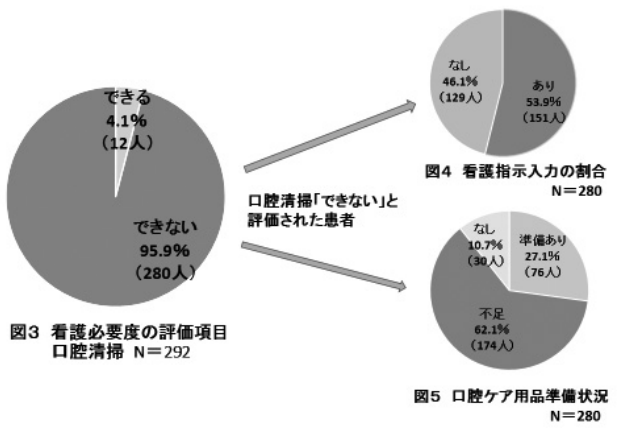 できる
4.1%
（12人）
できない
95.9%
（280人）
図3 看護必要度の評価項目
口腔清掃 N＝292
口腔清掃「できない」と
評価された患者
なし
46.1%
（129人）
あり
53.9%
（151人）
図4 看護指示入力の割合
N＝280
なし
10.7%
（30人）
準備あり
27.1%
（76人）
不足
62.1%
（174人）
図5 口腔ケア用品準備状況
N＝280